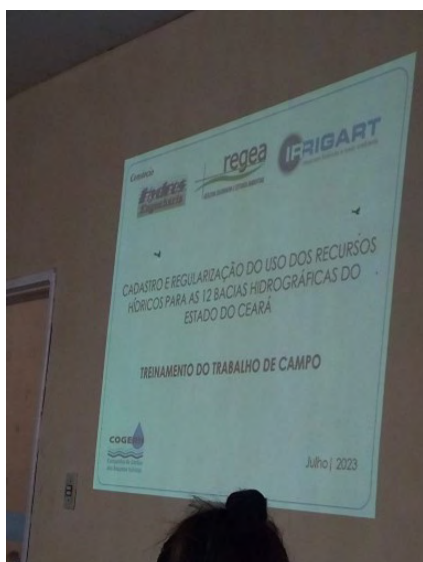 Consórcio
regea
IRRIGART
CADASTRO E REGULARIZAÇÃO DO USO DOS RECURSOS
HÍDRICOS PARA AS 12 BACIAS HIDROGRÁFICAS DO
ESTADO DO CEARÁ
TREINAMENTO DO TRABALHO DE CAMPO
COGERH
Julho | 2023